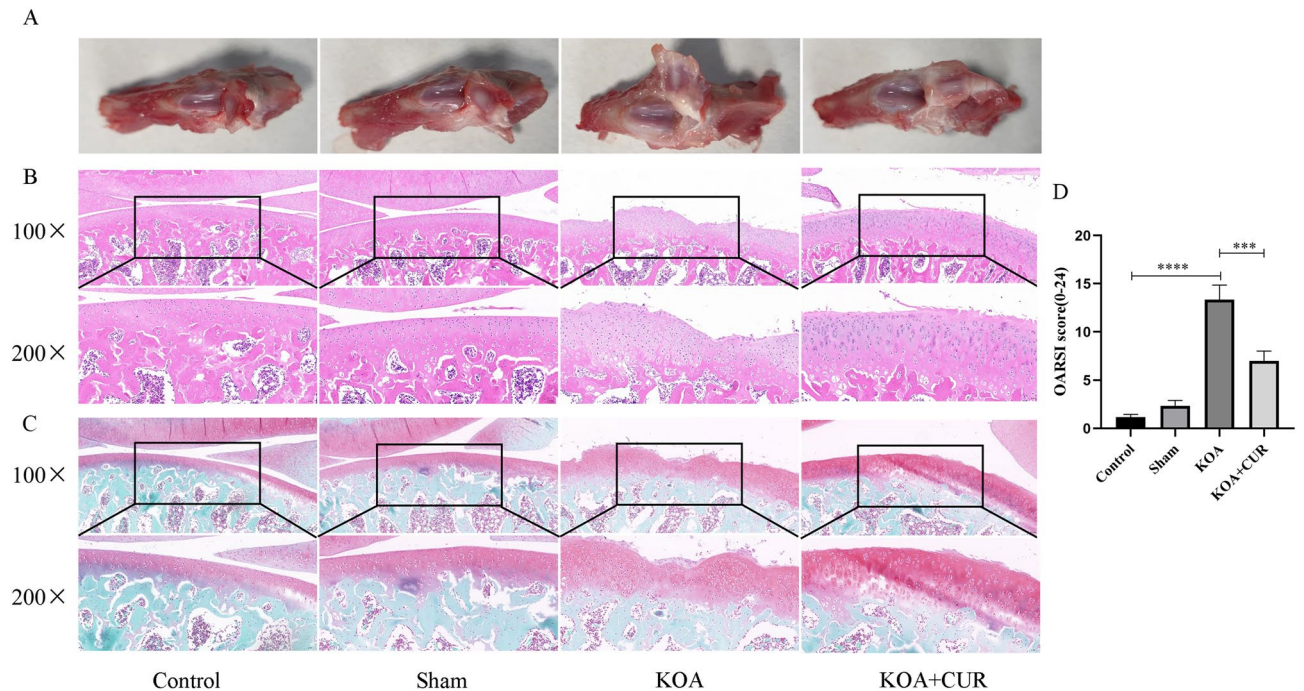 A
B
100×
200×
C
100×
200×
Control
Sham
KOA
KOA+CUR
D
OARSI score(0-24)
20
15
10
5
0
****
***
Control
Sham
KOA
KOA+CUR